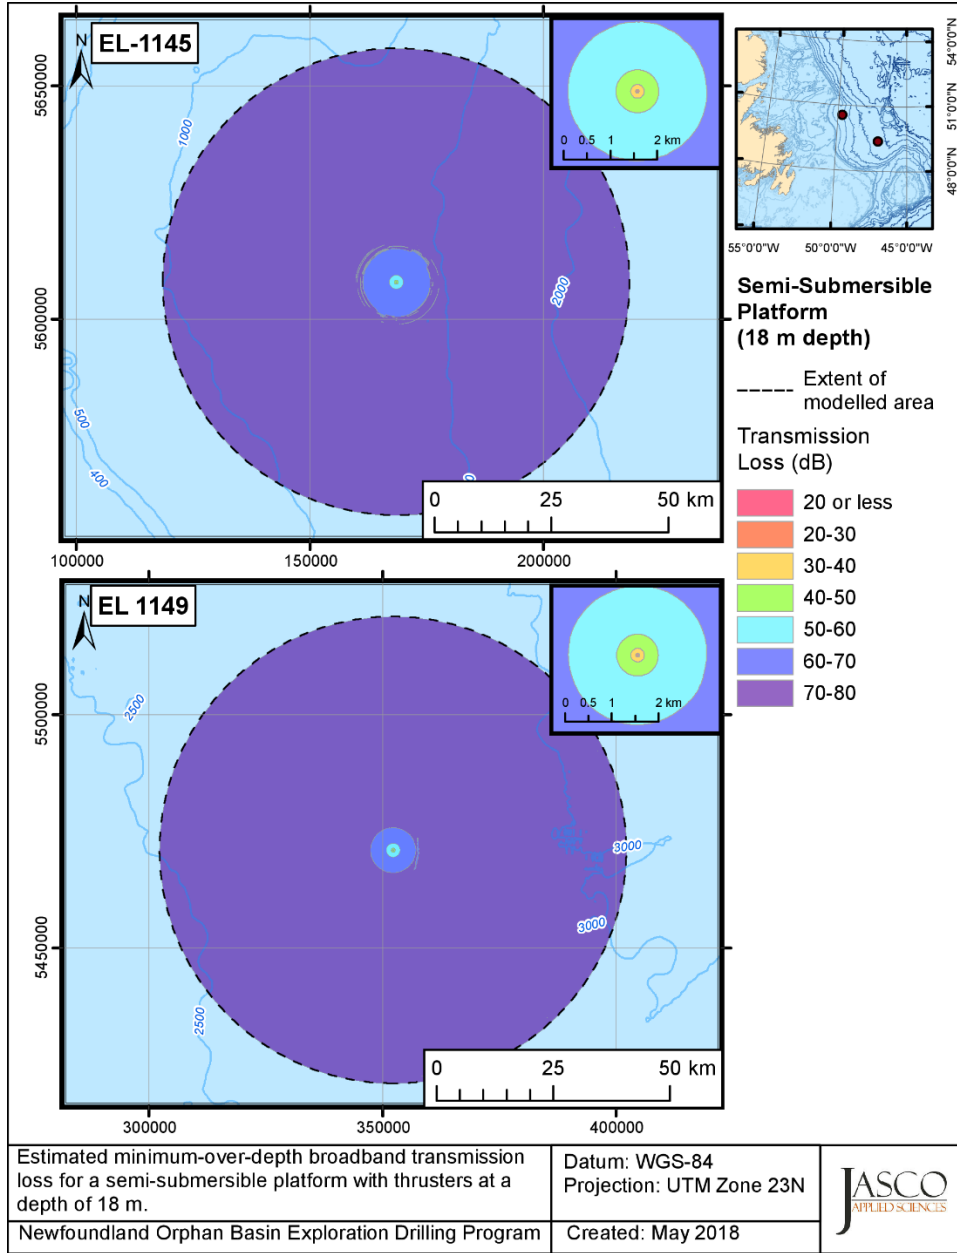 EL-1145
N
5650000
5600000
1000
2000
500
400
0 0.5 1 2 km
0 25 50 km
100000 150000 200000
EL 1149
N
5500000
5450000
2500
2500
3000
3000
0 0.5 1 2 km
0 25 50 km
300000 350000 400000
54°0'0"N
51°0'0"N
48°0'0"N
55°0'0"W 50°0'0"W 45°0'0"W
Semi-Submersible
Platform
(18 m depth)
Extent of
modelled area
Transmission
Loss (dB)
20 or less
20-30
30-40
40-50
50-60
60-70
70-80
Estimated minimum-over-depth broadband transmission
loss for a semi-submersible platform with thrusters at a
depth of 18 m.
Newfoundland Orphan Basin Exploration Drilling Program
Datum: WGS-84
Projection: UTM Zone 23N
Created: May 2018
JASCO
APPLIED SCIENCES